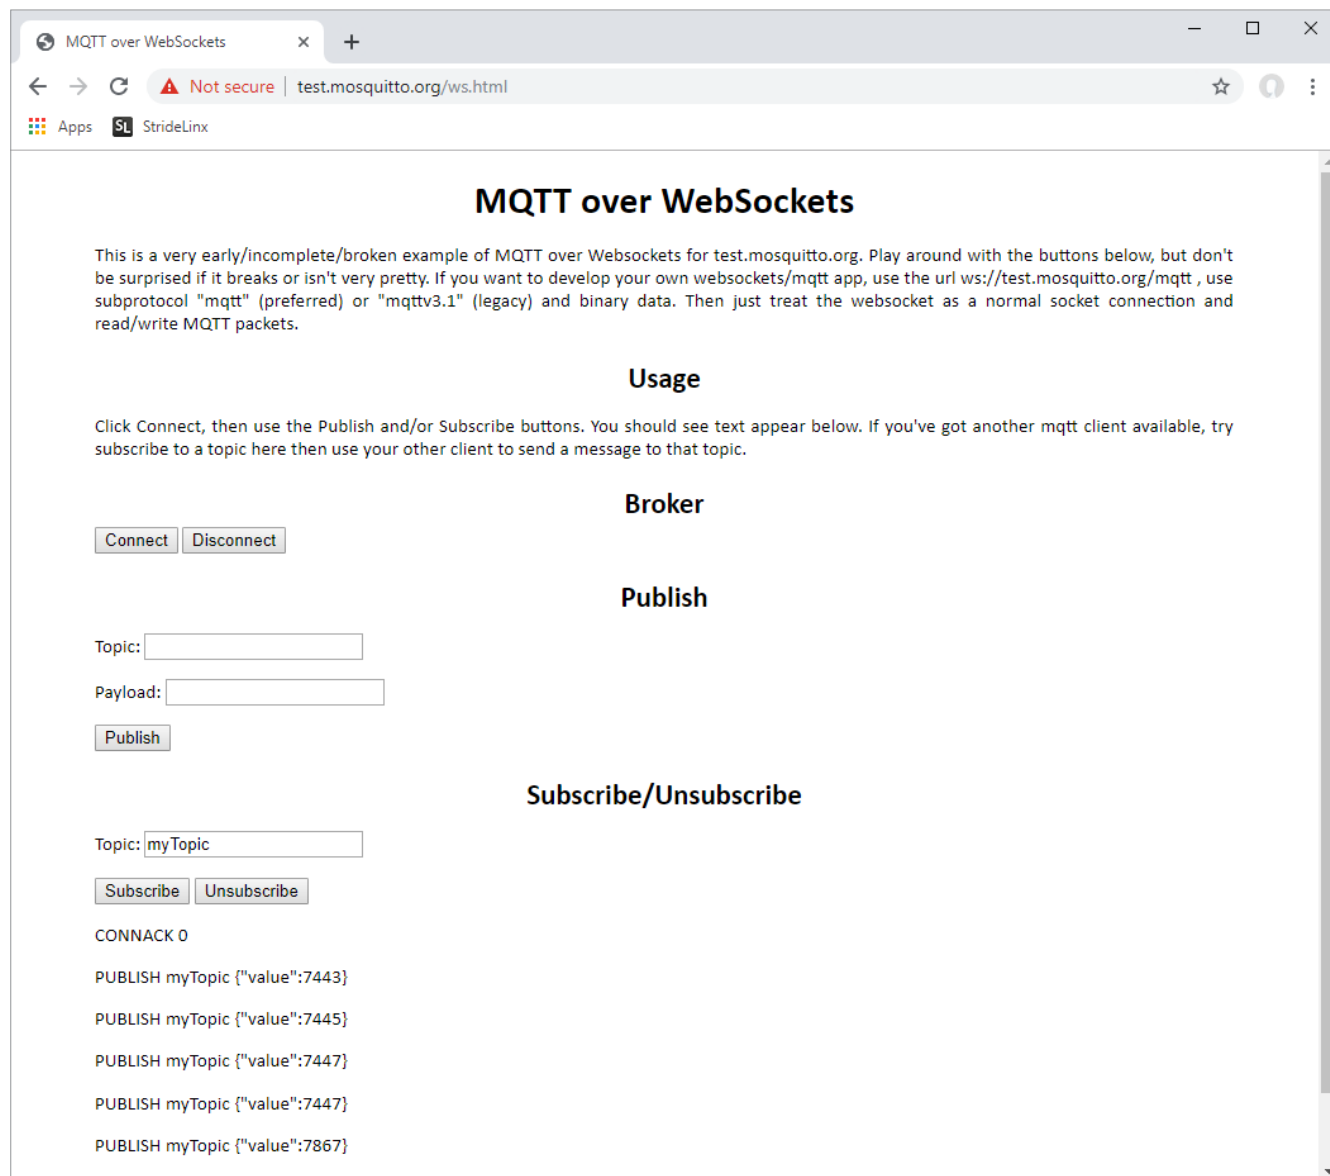 MQTT over WebSockets
Not secure | test.mosquitto.org/ws.html
Apps SL StrideLinx
MQTT over WebSockets
This is a very early/incomplete/broken example of MQTT over Websockets for test.mosquitto.org. Play around with the buttons below, but don't
be surprised if it breaks or isn't very pretty. If you want to develop your own websockets/mqtt app, use the url ws://test.mosquitto.org/mqtt , use
subprotocol "mqtt" (preferred) or "mqttv3.1" (legacy) and binary data. Then just treat the websocket as a normal socket connection and
read/write MQTT packets.
Usage
Click Connect, then use the Publish and/or Subscribe buttons. You should see text appear below. If you've got another mqtt client available, try
subscribe to a topic here then use your other client to send a message to that topic.
Broker
Connect Disconnect
Publish
Topic:
Payload:
Publish
Subscribe/Unsubscribe
Topic: myTopic
Subscribe Unsubscribe
CONNACK 0
PUBLISH myTopic {"value":7443}
PUBLISH myTopic {"value":7445}
PUBLISH myTopic {"value":7447}
PUBLISH myTopic {"value":7447}
PUBLISH myTopic {"value":7867}